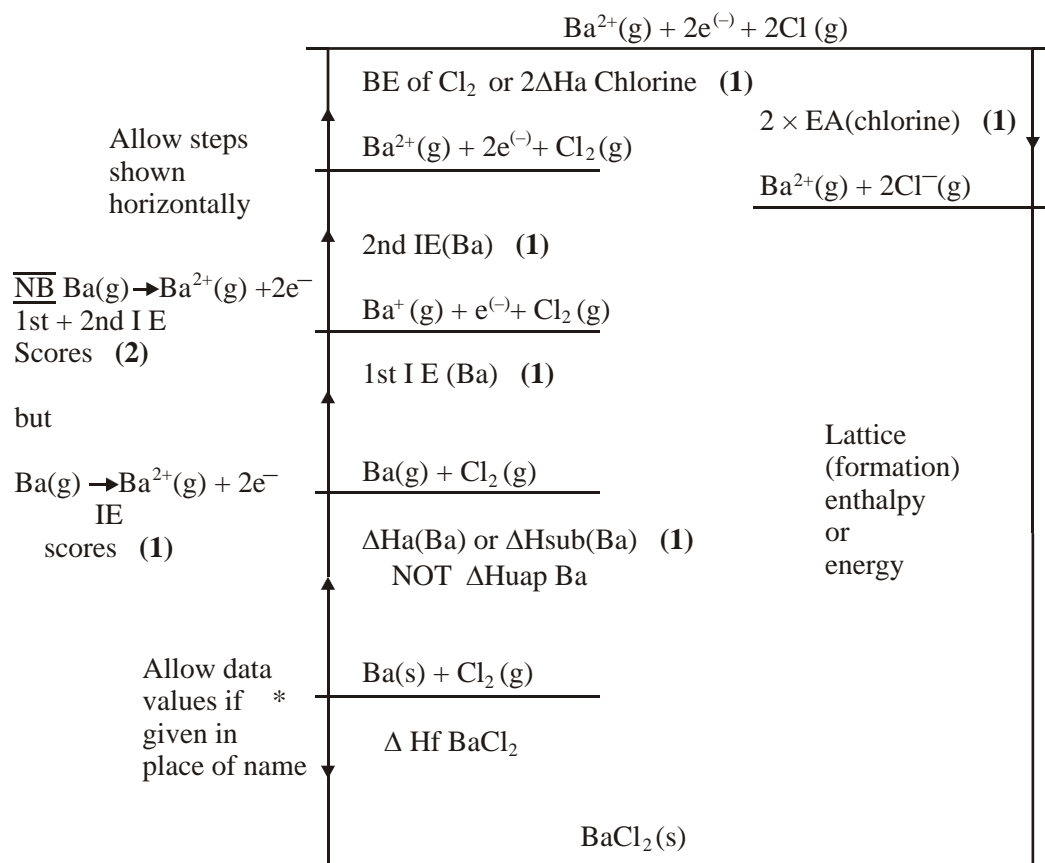 Ba²⁺(g) + 2e⁽⁻⁾ + 2Cl (g)
BE of Cl₂ or 2ΔHa Chlorine (1)
2 × EA(chlorine) (1)
Allow steps
shown
horizontally
Ba²⁺(g) + 2e⁽⁻⁾+ Cl₂(g)
Ba²⁺(g) + 2Cl⁻(g)
2nd IE(Ba) (1)
NB Ba(g) → Ba²⁺(g) +2e⁻
1st + 2nd I E
Scores (2)
Ba⁺(g) + e⁽⁻⁾+ Cl₂(g)
1st I E (Ba) (1)
but
Ba(g) → Ba²⁺(g) + 2e⁻
IE
scores (1)
Ba(g) + Cl₂(g)
Lattice
(formation)
enthalpy
or
energy
ΔHa(Ba) or ΔHsub(Ba) (1)
NOT ΔHuap Ba
Allow data
values if *
given in
place of name
Ba(s) + Cl₂(g)
Δ Hf BaCl₂
BaCl₂(s)